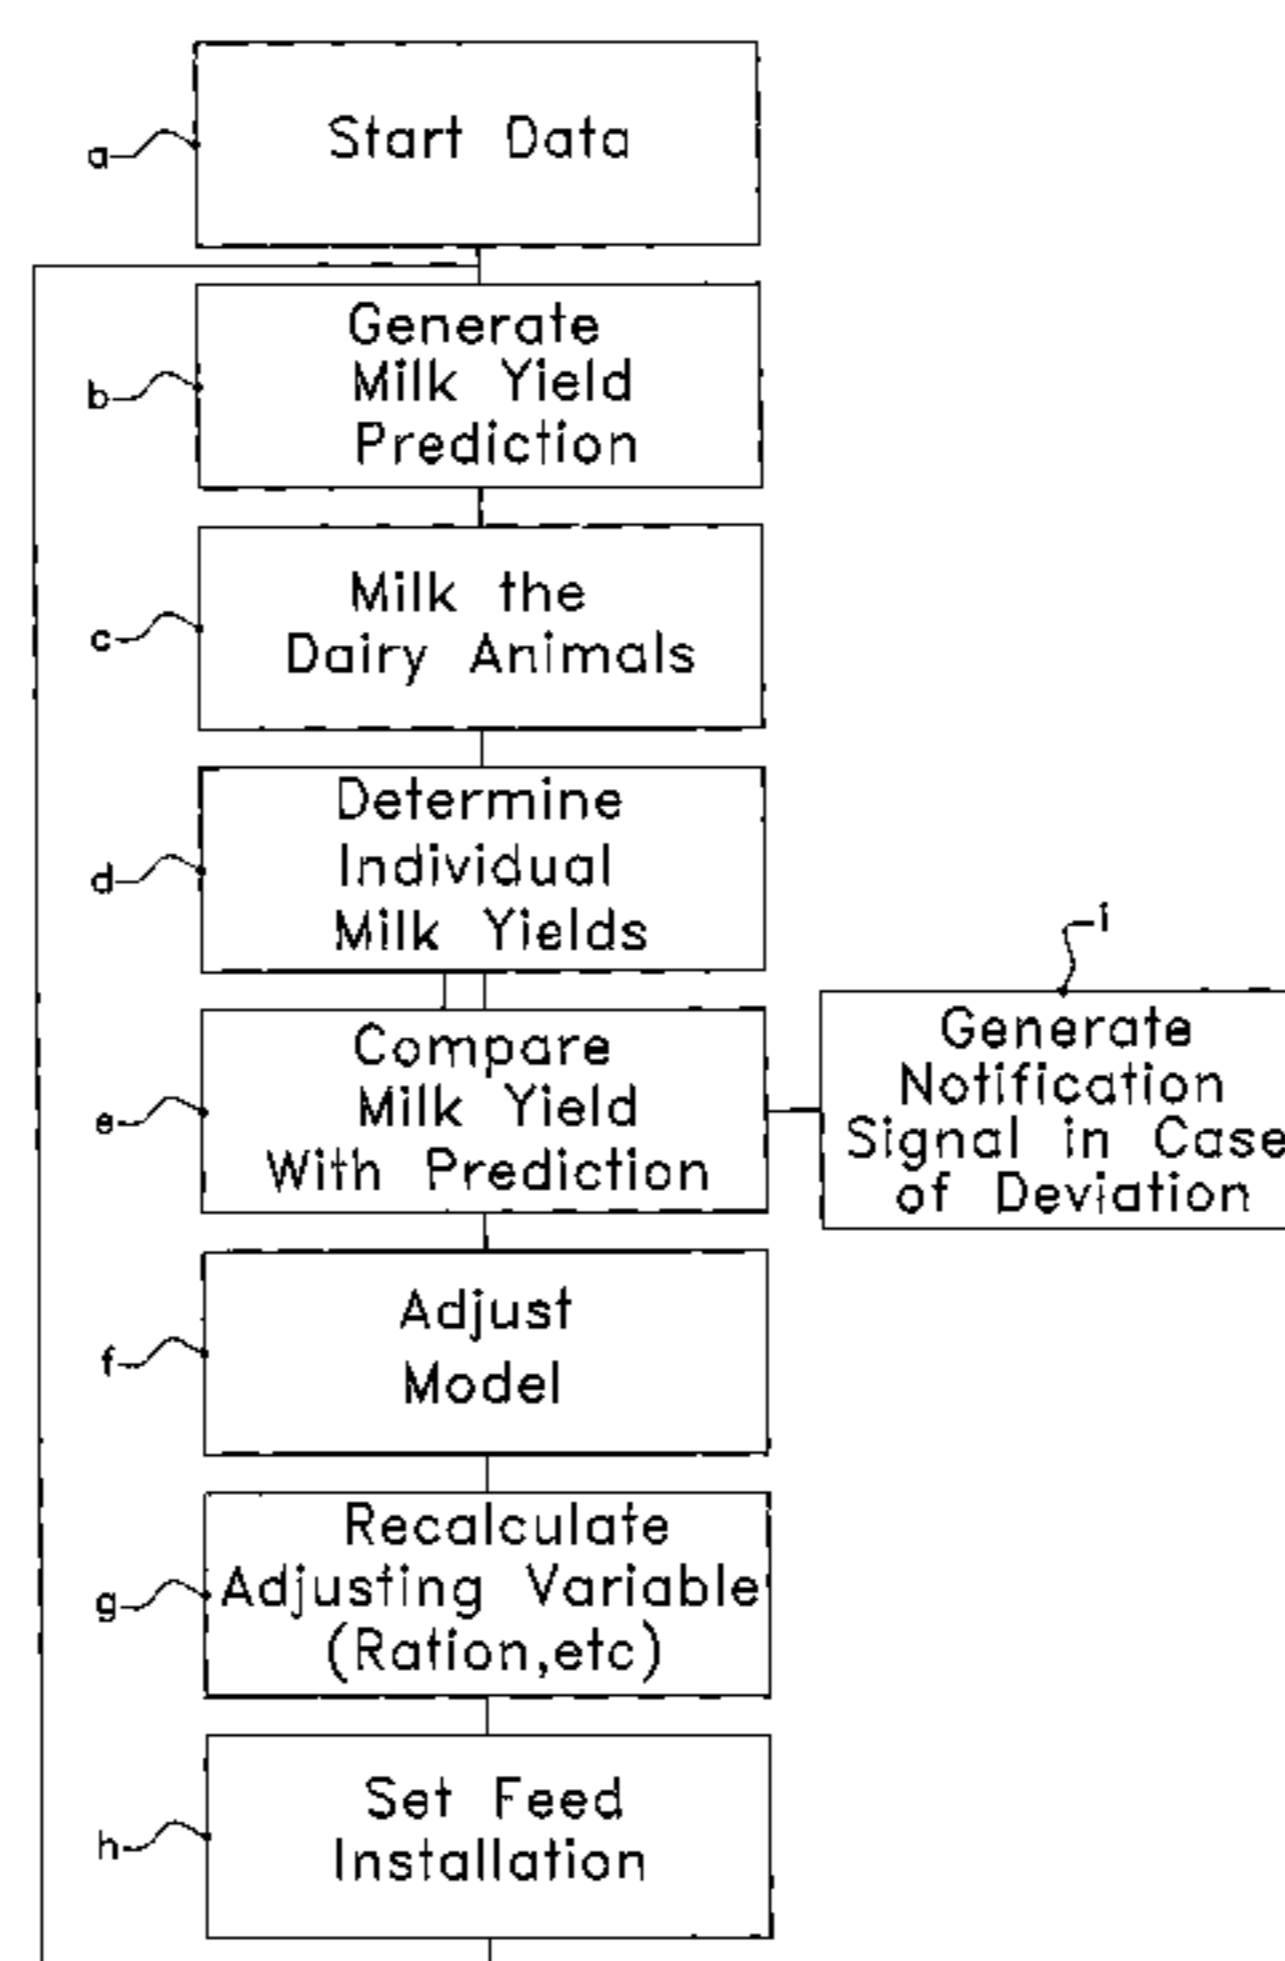 a
Start Data
b
Generate
Milk Yield
Prediction
c
Milk the
Dairy Animals
d
Determine
Individual
Milk Yields
e
Compare
Milk Yield
With Prediction
i
Generate
Notification
Signal in Case
of Deviation
f
Adjust
Model
g
Recalculate
Adjusting Variable
(Ration,etc)
h
Set Feed
Installation